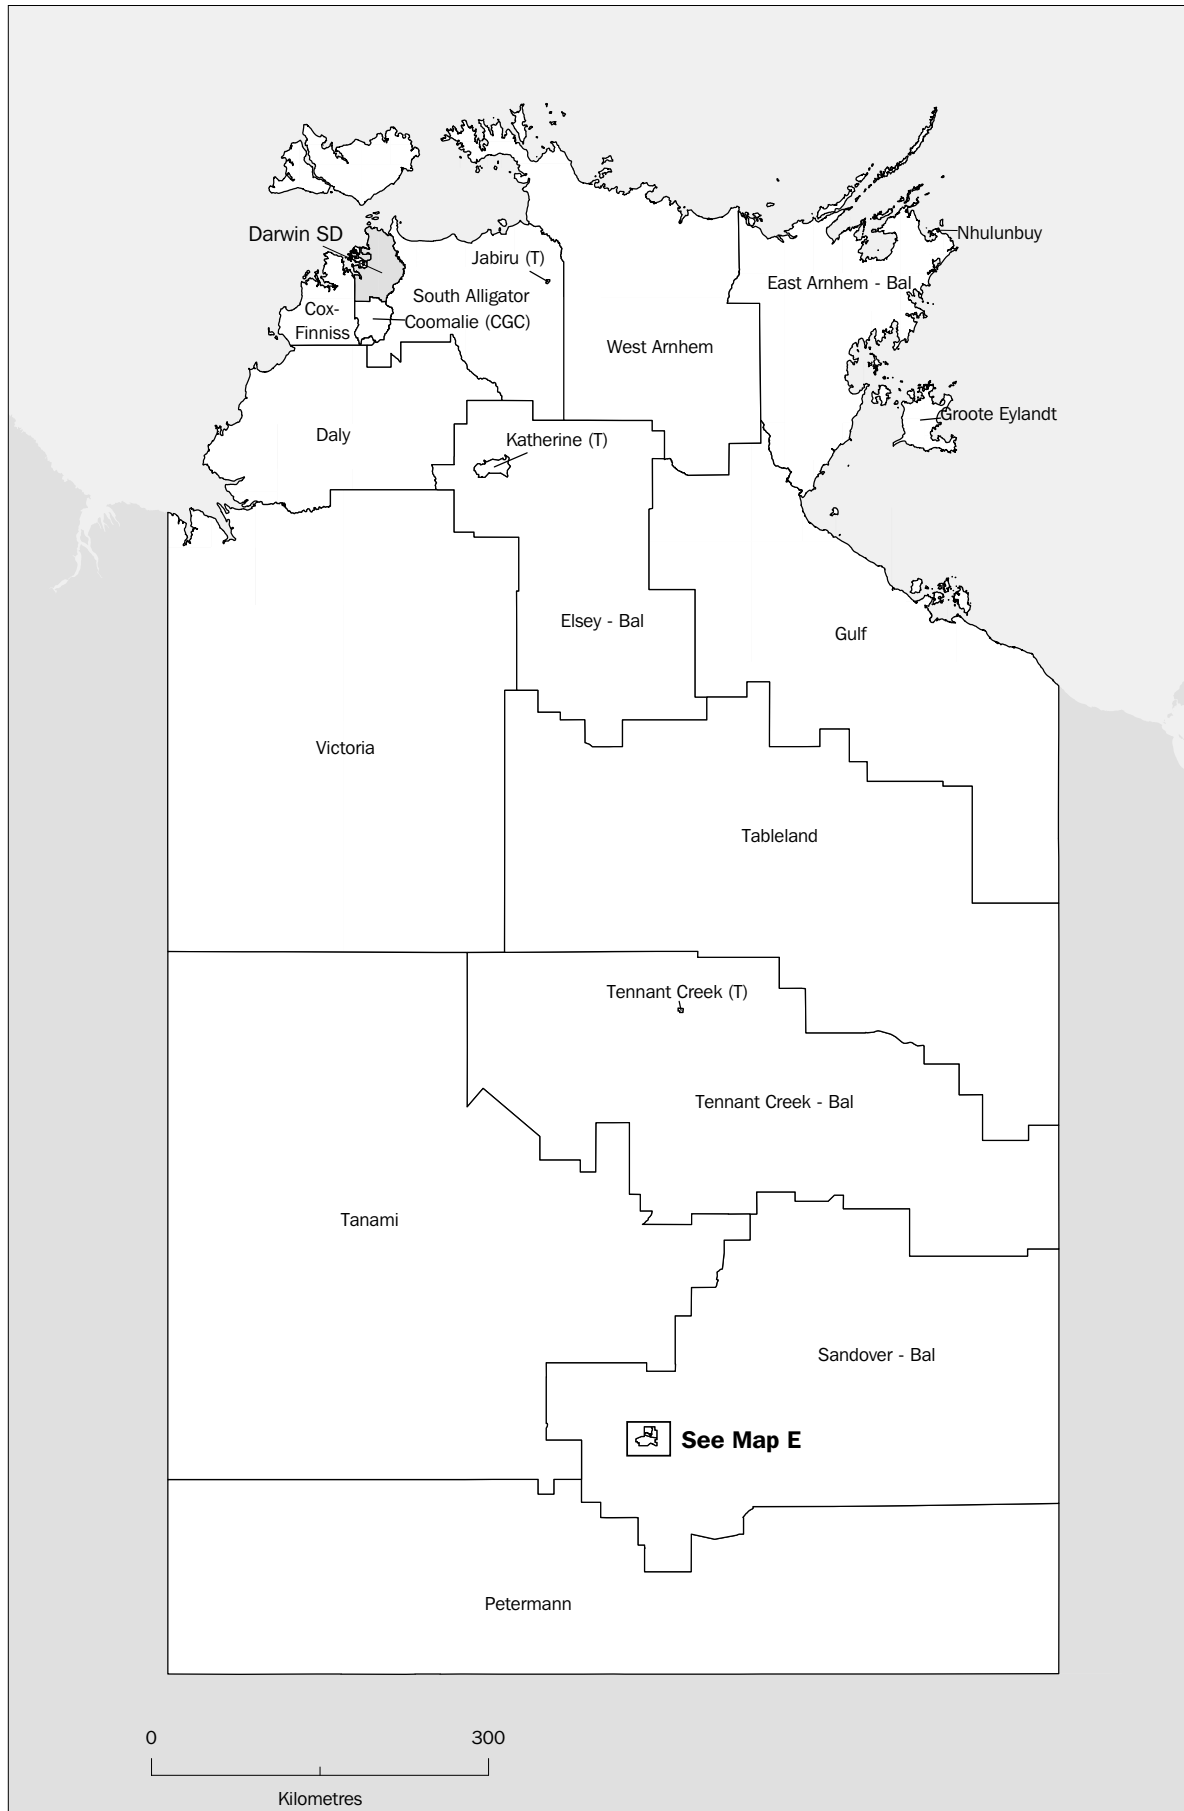 Darwin SD
Nhulunbuy
Jabiru (T)
East Arnhem - Bal
South Alligator
Cox-
Finniss
Coomalie (CGC)
West Arnhem
Groote Eylandt
Daly
Katherine (T)
Elsey - Bal
Gulf
Victoria
Tableland
Tennant Creek (T)
Tennant Creek - Bal
Tanami
Sandover - Bal
See Map E
Petermann
0 300
Kilometres